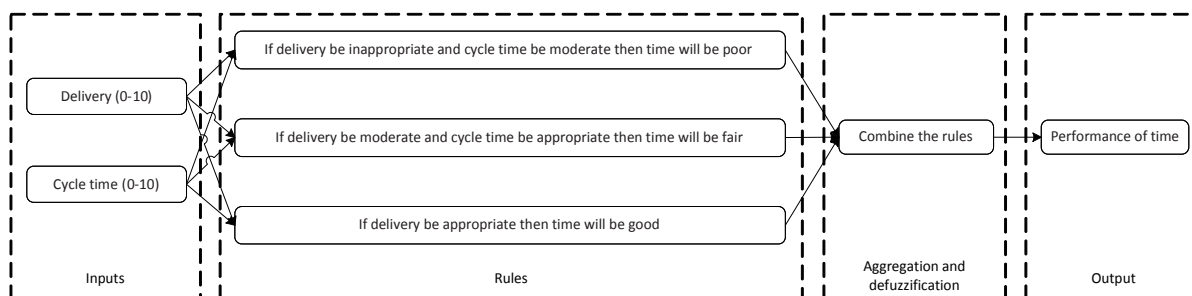 If delivery be inappropriate and cycle time be moderate then time will be poor
Delivery (0-10)
If delivery be moderate and cycle time be appropriate then time will be fair
Combine the rules
Performance of time
Cycle time (0-10)
If delivery be appropriate then time will be good
Inputs
Rules
Aggregation and
defuzzification
Output